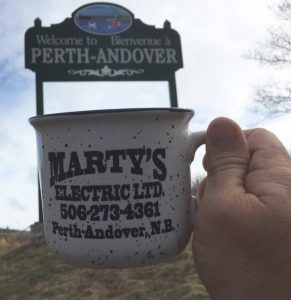 Welcome to Bienvenue à
PERTH-ANDOVER
MARTY'S
ELECTRIC LTD.
506-273-4361
Perth-Andover, N.B.